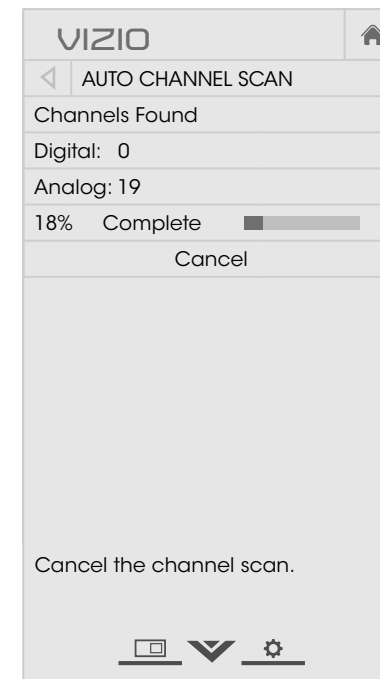 VIZIO
AUTO CHANNEL SCAN
Channels Found
Digital: 0
Analog: 19
18% Complete
Cancel
Cancel the channel scan.